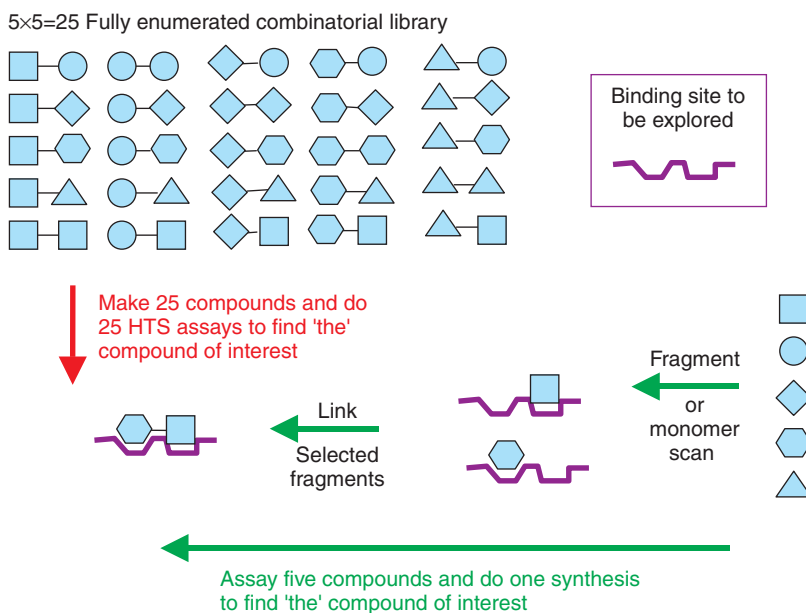 5×5=25 Fully enumerated combinatorial library
Binding site to
be explored
Make 25 compounds and do
25 HTS assays to find 'the'
compound of interest
Fragment
or
monomer
scan
Link
Selected
fragments
Assay five compounds and do one synthesis
to find 'the' compound of interest